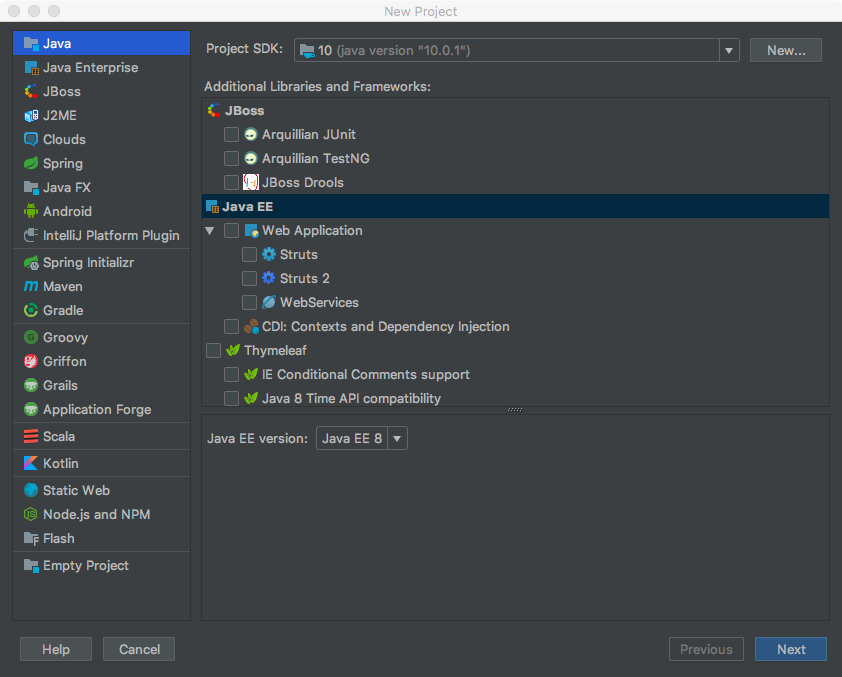 New Project
Java
Java Enterprise
JBoss
J2ME
Clouds
Spring
Java FX
Android
IntelliJ Platform Plugin
Spring Initializr
Maven
Gradle
Groovy
Griffon
Grails
Application Forge
Scala
Kotlin
Static Web
Node.js and NPM
Flash
Empty Project
Project SDK: 10 (java version "10.0.1") New...
Additional Libraries and Frameworks:
JBoss
Arquillian JUnit
Arquillian TestNG
JBoss Drools
Java EE
Web Application
Struts
Struts 2
WebServices
CDI: Contexts and Dependency Injection
Thymeleaf
IE Conditional Comments support
Java 8 Time API compatibility
Java EE version: Java EE 8
Help Cancel Previous Next